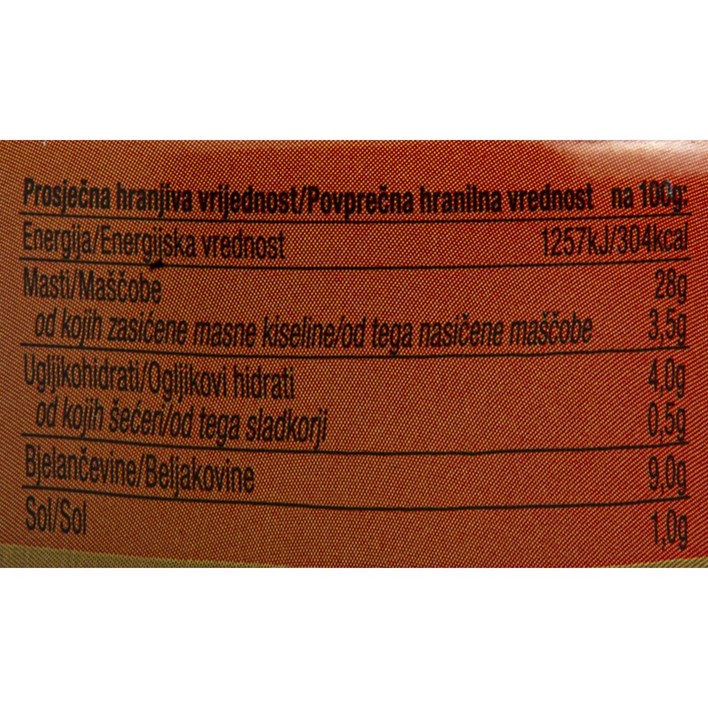 Prosječna hranjiva vrijednost/Povprečna hranilna vrednost na 100g:
Energija/Energijska vrednost 1257kJ/304kcal
Masti/Maščobe 28g
od kojih zasićene masne kiseline/od tega nasičene maščobe 3,5g
Ugljikohidrati/Ogljikovi hidrati 4,0g
od kojih šećeri/od tega sladkorji 0,5g
Bjelančevine/Beljakovine 9,0g
Sol/Sol 1,0g